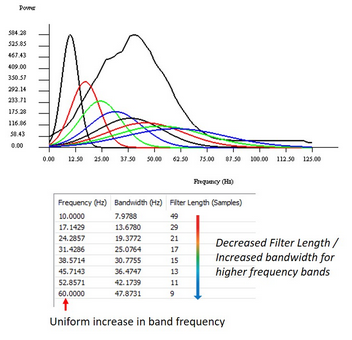 Power
584.28
525.85
467.43
409.00
350.57
292.14
233.71
175.28
116.86
58.43
0.00
0.00 12.50 25.00 37.50 50.00 62.50 75.00 87.50 100.00 112.50 125.00
Frequency (Hz)
Frequency (Hz) Bandwidth (Hz) Filter Length (Samples)
10.0000 7.9788 49
17.1429 13.6780 29
24.2857 19.3772 21
31.4286 25.0764 17
38.5714 30.7755 15
45.7143 36.4747 13
52.8571 42.1739 11
60.0000 47.8731 9
Decreased Filter Length /
Increased bandwidth for
higher frequency bands
Uniform increase in band frequency